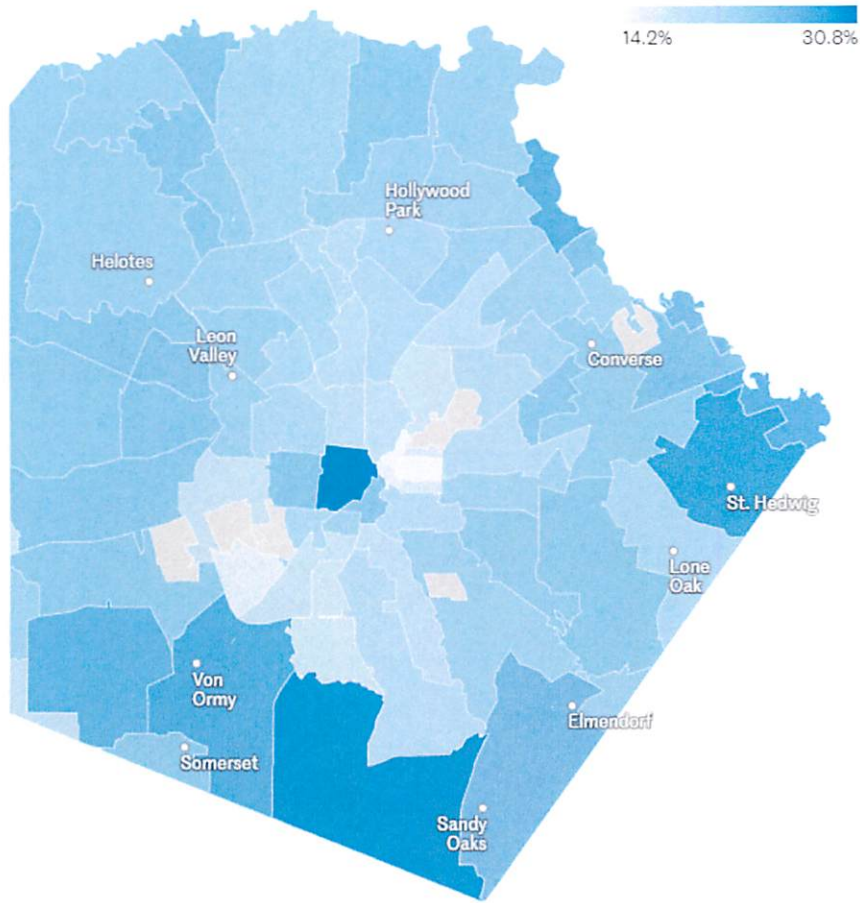 14.2% 30.8%
Hollywood
Park
Helotes
Leon
Valley
Converse
St. Hedwig
Lone
Oak
Von
Ormy
Elmendorf
Somerset
Sandy
Oaks